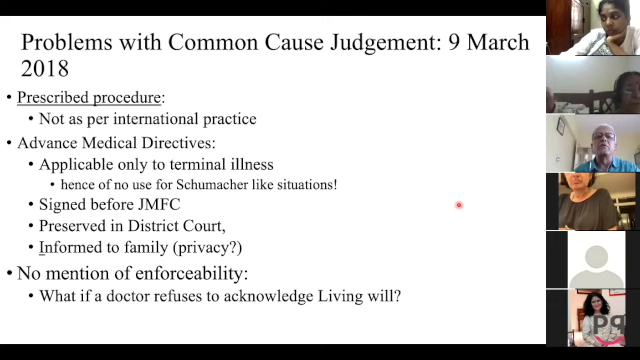 Problems with Common Cause Judgement: 9 March
2018
• Prescribed procedure:
• Not as per international practice
• Advance Medical Directives:
• Applicable only to terminal illness
• hence of no use for Schumacher like situations!
• Signed before JMFC
• Preserved in District Court,
• Informed to family (privacy?)
• No mention of enforceability:
• What if a doctor refuses to acknowledge Living will?